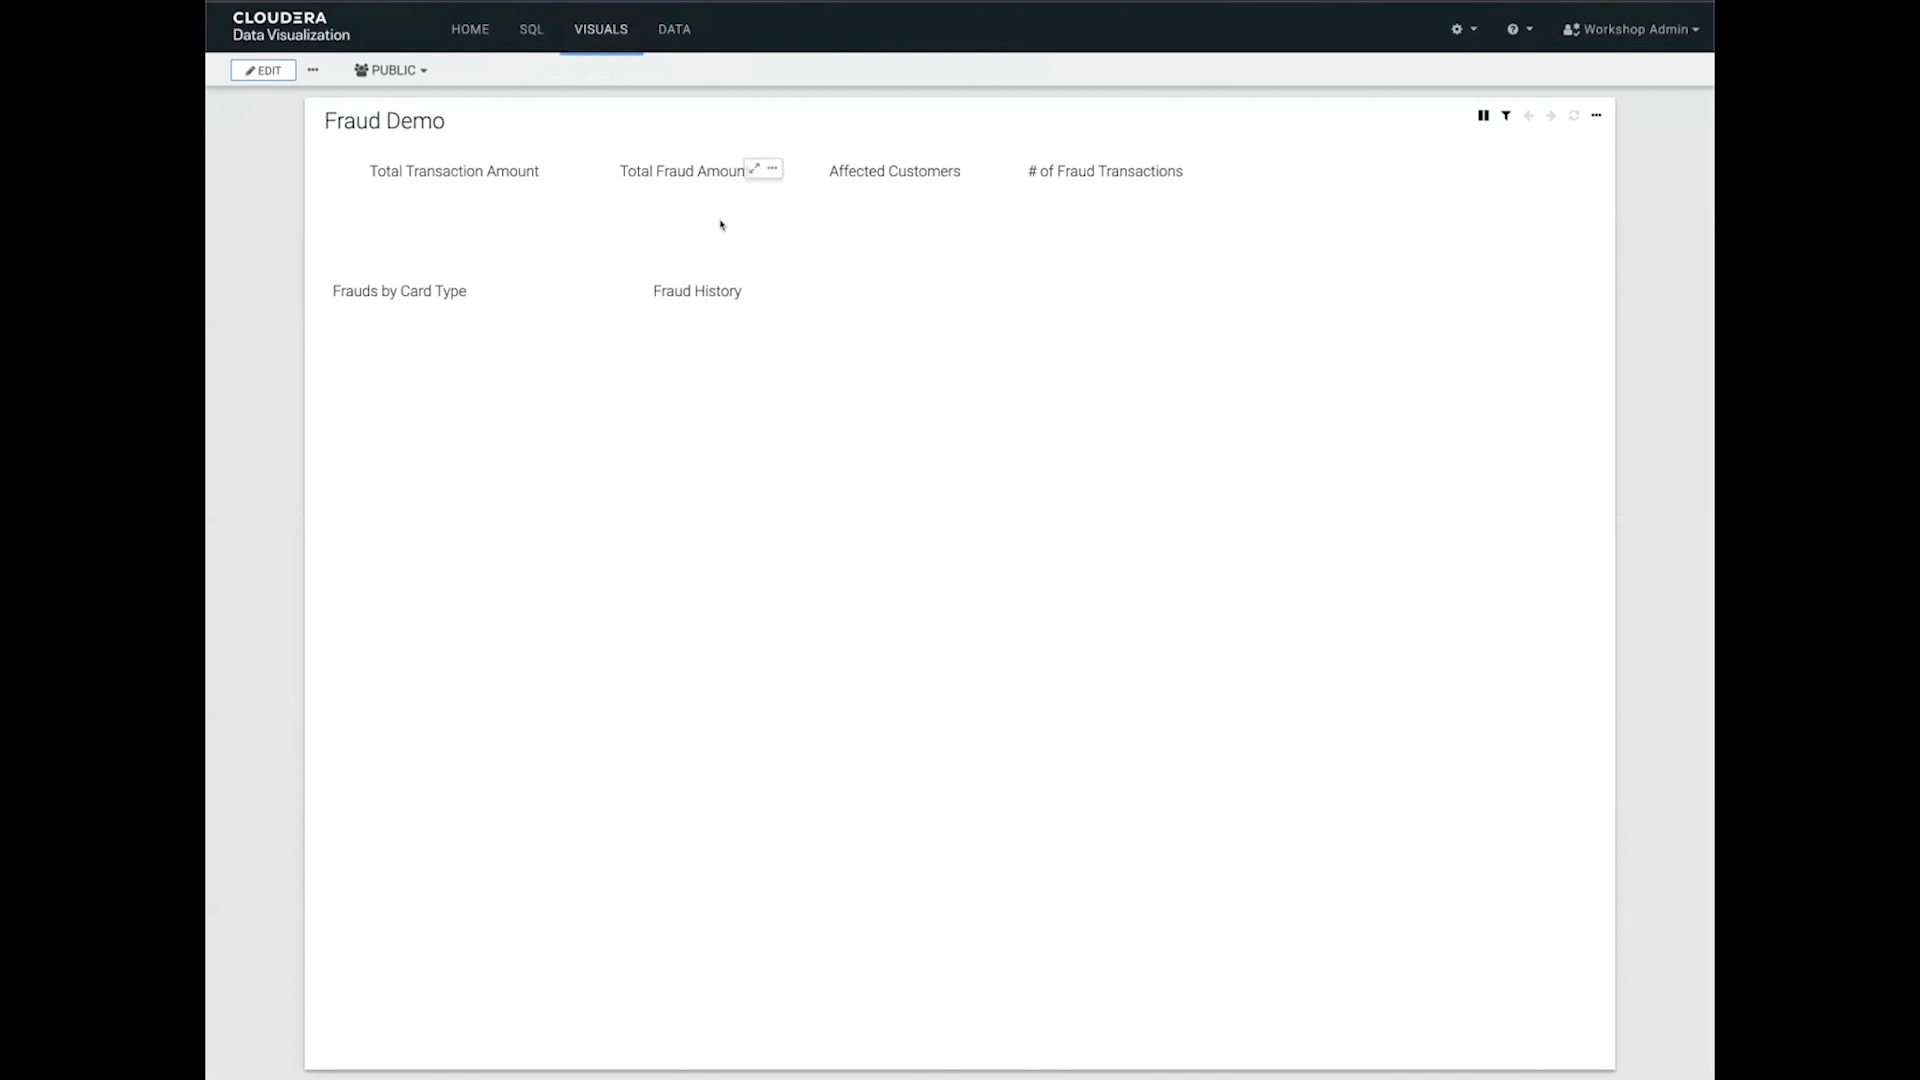 CLOUDERA
Data Visualization
HOME SQL VISUALS DATA
Workshop Admin
EDIT PUBLIC
Fraud Demo
Total Transaction Amount Total Fraud Amoun Affected Customers # of Fraud Transactions
Frauds by Card Type Fraud History